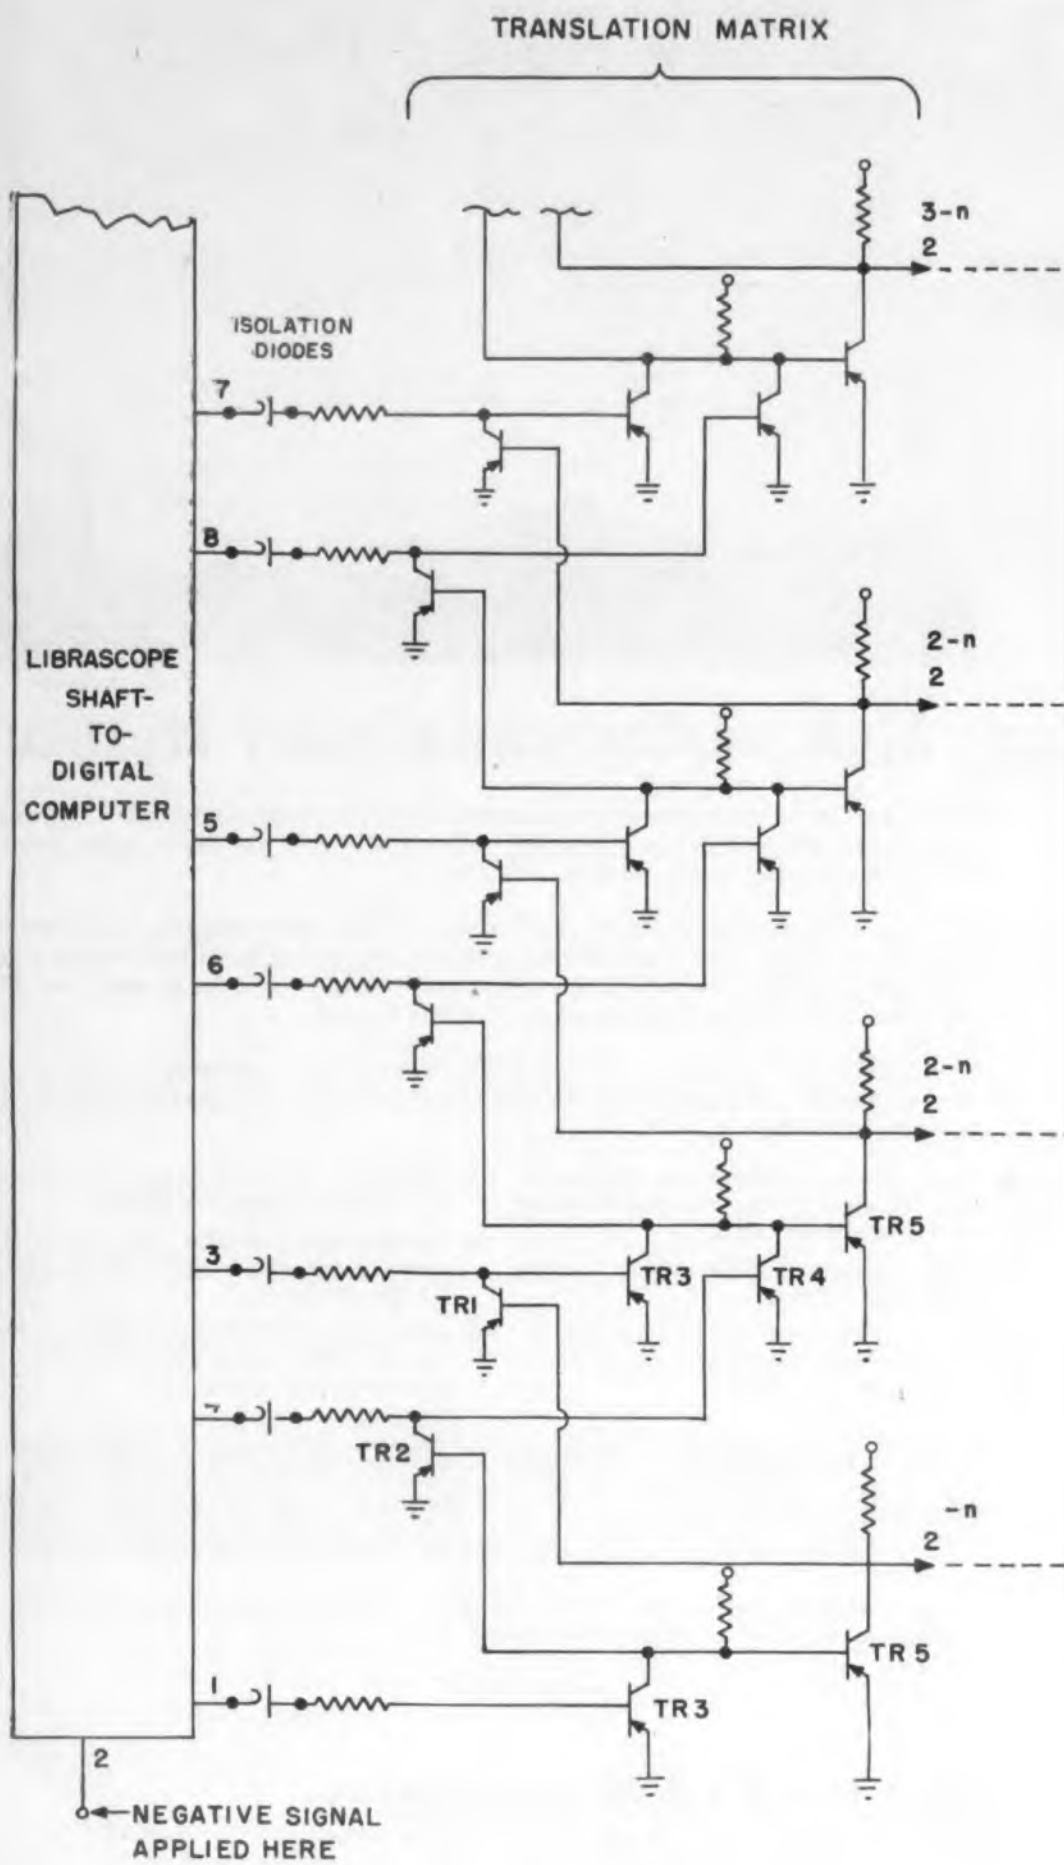 TRANSLATION MATRIX
3-n
2
ISOLATION
DIODES
7
8
2-n
2
LIBRASCOPE
SHAFT-
TO-
DIGITAL
COMPUTER
5
6
2-n
2
TR5
3
TR3
TR4
TR1
TR2
-n
2
TR5
1
TR3
2
NEGATIVE SIGNAL
APPLIED HERE